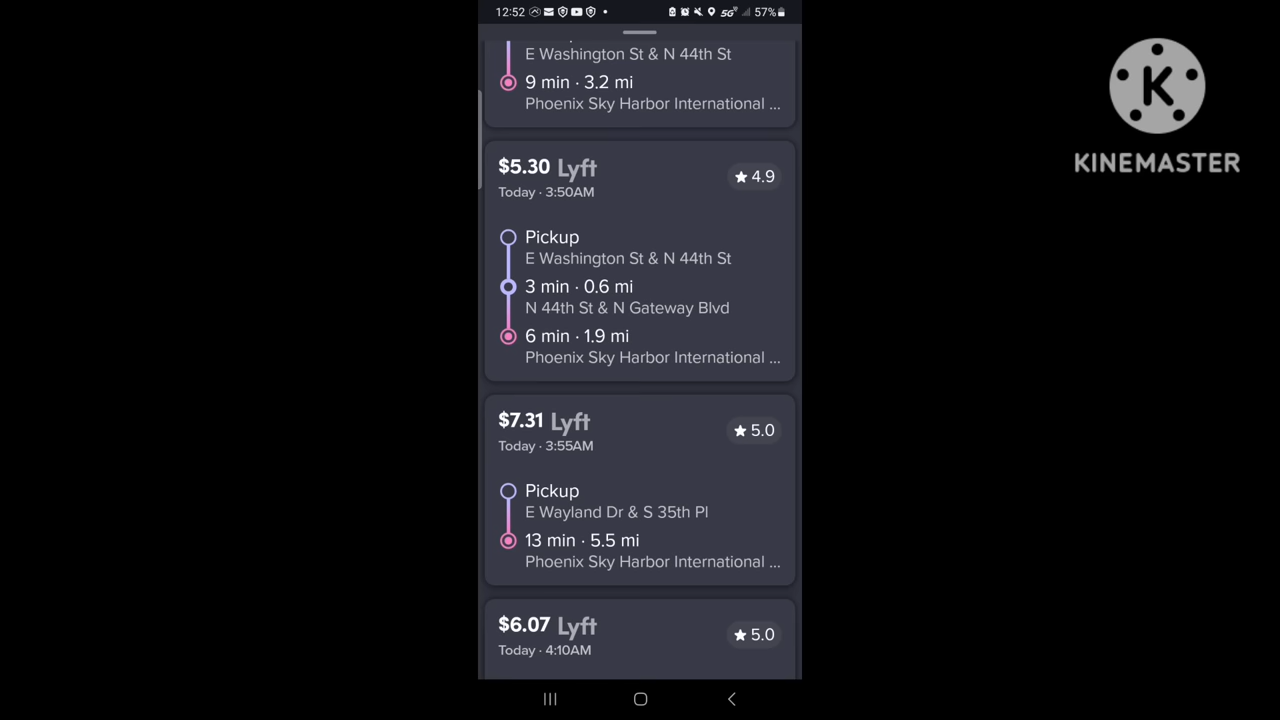 12:52
5G
57%
E Washington St & N 44th St
9 min · 3.2 mi
Phoenix Sky Harbor International ...
$5.30 Lyft
Today · 3:50AM
★ 4.9
Pickup
E Washington St & N 44th St
3 min · 0.6 mi
N 44th St & N Gateway Blvd
6 min · 1.9 mi
Phoenix Sky Harbor International ...
$7.31 Lyft
Today · 3:55AM
★ 5.0
Pickup
E Wayland Dr & S 35th Pl
13 min · 5.5 mi
Phoenix Sky Harbor International ...
$6.07 Lyft
Today · 4:10AM
★ 5.0
K
KINEMASTER